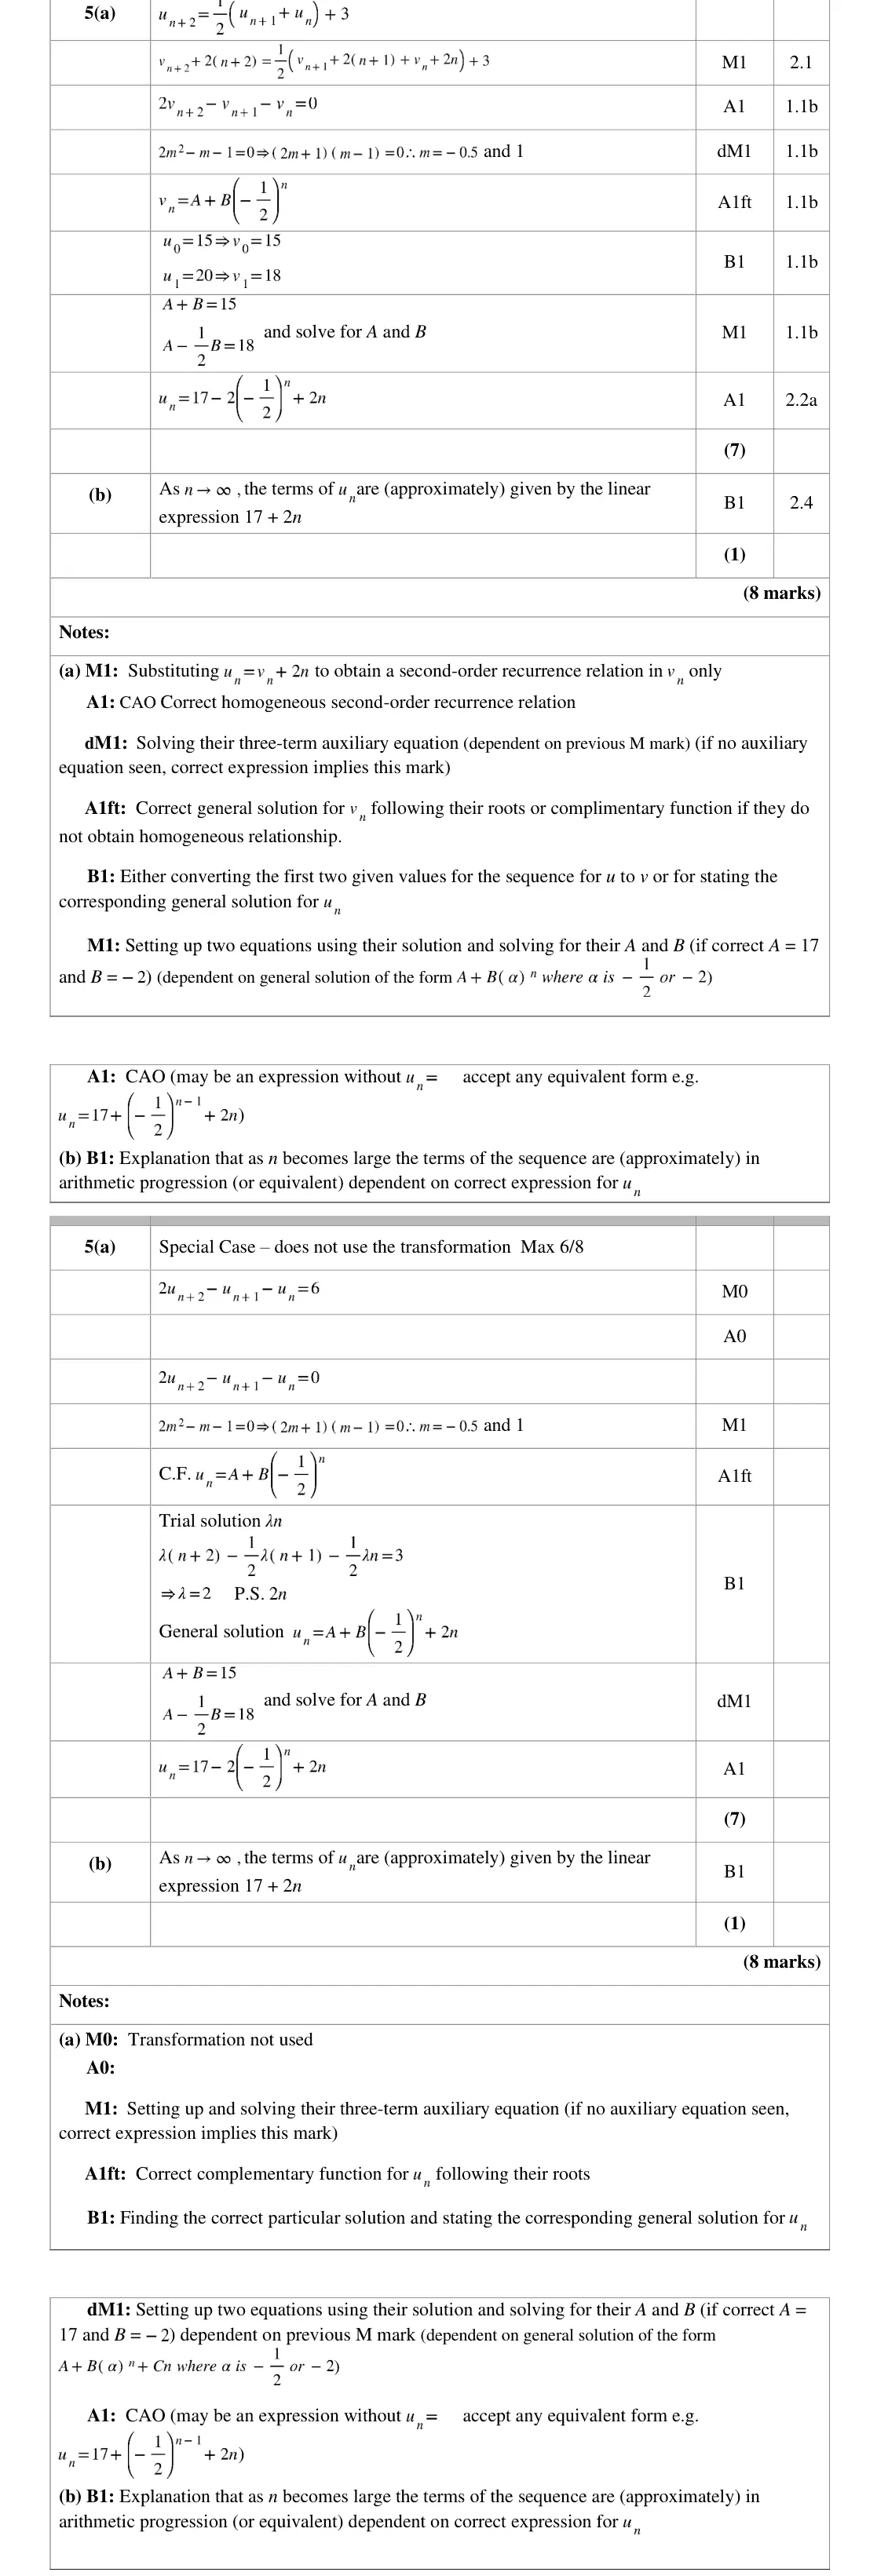 5(a) u_{n+2} = 1/2 ( u_{n+1} + u_n ) + 3
v_{n+2} + 2( n + 2) = 1/2 ( v_{n+1} + 2( n + 1) + v_n + 2n ) + 3 M1 2.1
2v_{n+2} − v_{n+1} − v_n = 0 A1 1.1b
2m² − m − 1 = 0 ⇒ ( 2m + 1) ( m − 1) = 0 ∴ m = − 0.5 and 1 dM1 1.1b
v_n = A + B(− 1/2)^n A1ft 1.1b
u_0 = 15 ⇒ v_0 = 15
u_1 = 20 ⇒ v_1 = 18 B1 1.1b
A + B = 15
A − 1/2 B = 18 and solve for A and B M1 1.1b
u_n = 17 − 2(− 1/2)^n + 2n A1 2.2a
(7)
(b) As n → ∞ , the terms of u_n are (approximately) given by the linear
expression 17 + 2n B1 2.4
(1)
(8 marks)
Notes:
(a) M1: Substituting u_n = v_n + 2n to obtain a second-order recurrence relation in v_n only
A1: CAO Correct homogeneous second-order recurrence relation
dM1: Solving their three-term auxiliary equation (dependent on previous M mark) (if no auxiliary
equation seen, correct expression implies this mark)
A1ft: Correct general solution for v_n following their roots or complimentary function if they do
not obtain homogeneous relationship.
B1: Either converting the first two given values for the sequence for u to v or for stating the
corresponding general solution for u_n
M1: Setting up two equations using their solution and solving for their A and B (if correct A = 17
and B = − 2) (dependent on general solution of the form A + B( α) ^n where α is − 1/2 or − 2)
A1: CAO (may be an expression without u_n = accept any equivalent form e.g.
u_n = 17 + (− 1/2)^{n − 1} + 2n)
(b) B1: Explanation that as n becomes large the terms of the sequence are (approximately) in
arithmetic progression (or equivalent) dependent on correct expression for u_n
5(a) Special Case – does not use the transformation Max 6/8
2u_{n+2} − u_{n+1} − u_n = 6 M0
A0
2u_{n+2} − u_{n+1} − u_n = 0
2m² − m − 1 = 0 ⇒ ( 2m + 1) ( m − 1) = 0 ∴ m = − 0.5 and 1 M1
C.F. u_n = A + B(− 1/2)^n A1ft
Trial solution λn
λ( n + 2) − 1/2 λ( n + 1) − 1/2 λn = 3
⇒ λ = 2 P.S. 2n B1
General solution u_n = A + B(− 1/2)^n + 2n
A + B = 15
A − 1/2 B = 18 and solve for A and B dM1
u_n = 17 − 2(− 1/2)^n + 2n A1
(7)
(b) As n → ∞ , the terms of u_n are (approximately) given by the linear
expression 17 + 2n B1
(1)
(8 marks)
Notes:
(a) M0: Transformation not used
A0:
M1: Setting up and solving their three-term auxiliary equation (if no auxiliary equation seen,
correct expression implies this mark)
A1ft: Correct complementary function for u_n following their roots
B1: Finding the correct particular solution and stating the corresponding general solution for u_n
dM1: Setting up two equations using their solution and solving for their A and B (if correct A =
17 and B = − 2) dependent on previous M mark (dependent on general solution of the form
A + B( α) ^n + Cn where α is − 1/2 or − 2)
A1: CAO (may be an expression without u_n = accept any equivalent form e.g.
u_n = 17 + (− 1/2)^{n − 1} + 2n)
(b) B1: Explanation that as n becomes large the terms of the sequence are (approximately) in
arithmetic progression (or equivalent) dependent on correct expression for u_n